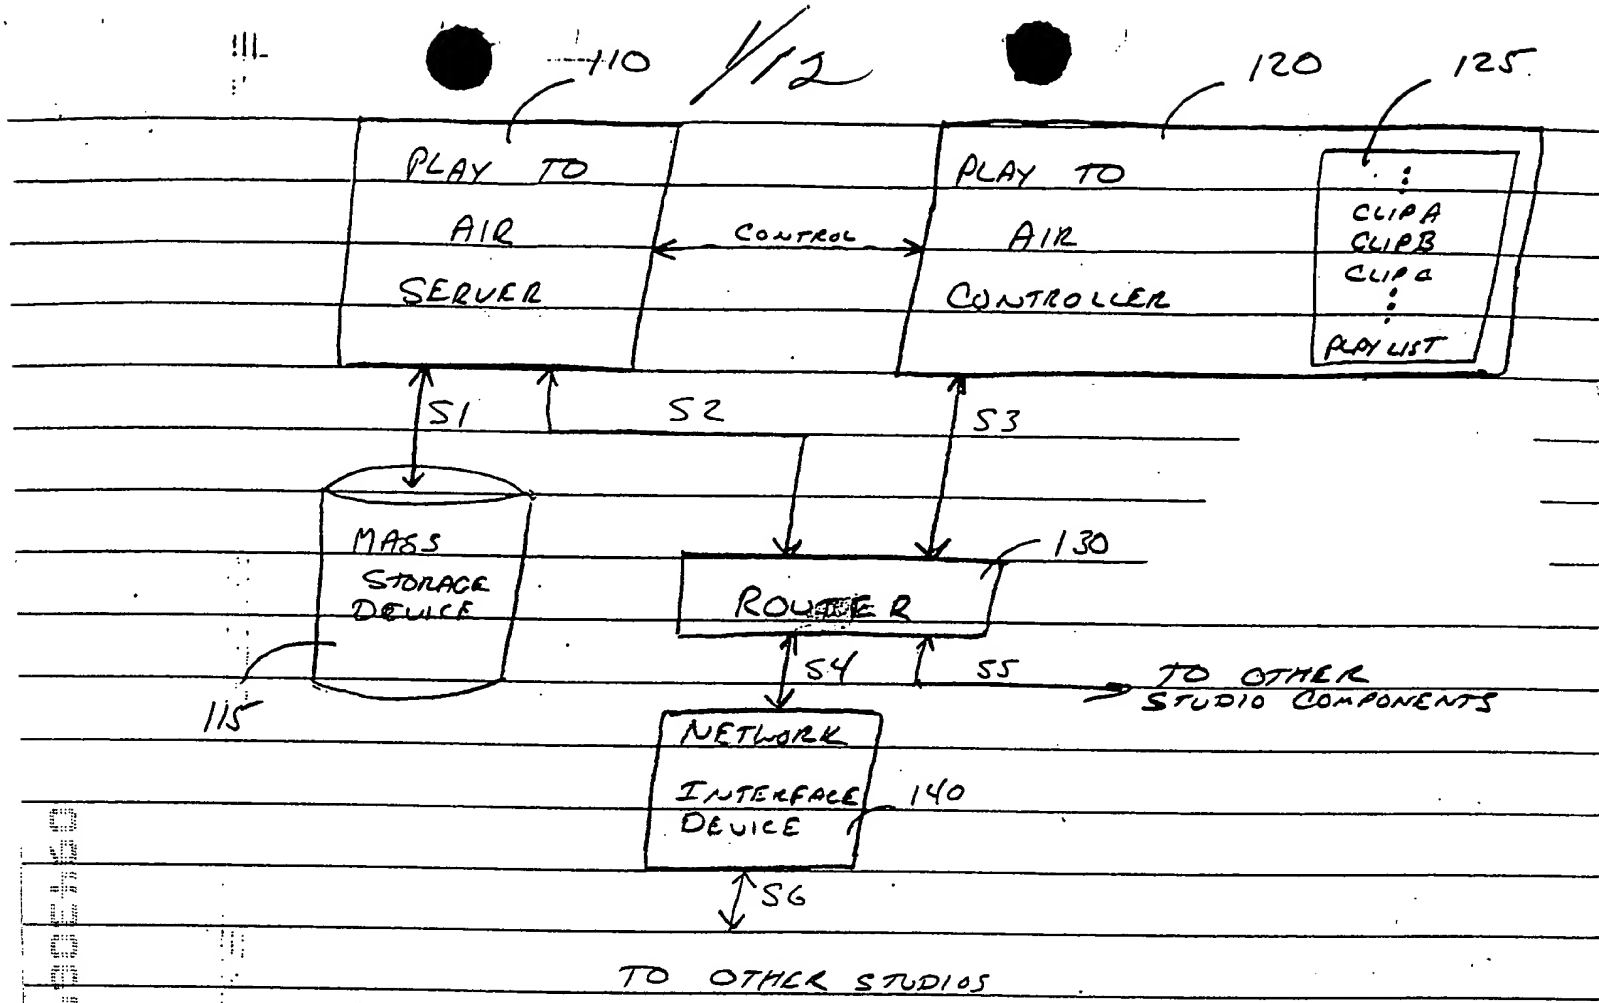 110
1/12
120
125
PLAY TO
AIR
SERVER
CONTROL
PLAY TO
AIR
CONTROLLER
CLIP A
CLIP B
CLIP C
PLAYLIST
S1
S2
S3
MASS
STORAGE
DEVICE
115
130
ROUTER
S4
S5
TO OTHER
STUDIO COMPONENTS
NETWORK
INTERFACE
DEVICE
140
S6
TO OTHER STUDIOS